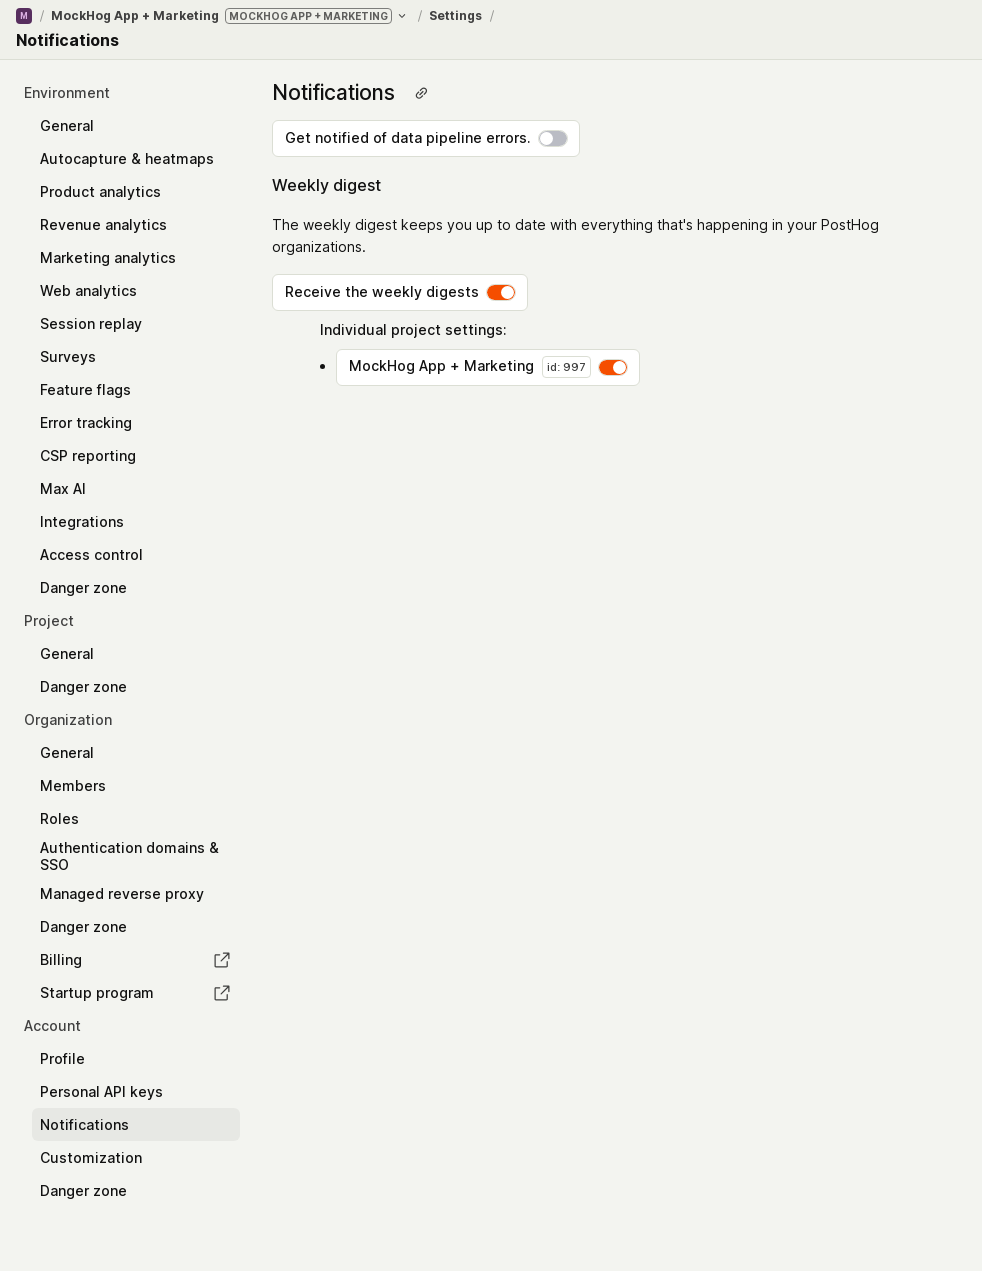 M / MockHog App + Marketing MOCKHOG APP + MARKETING / Settings /
Notifications
Environment
General
Autocapture & heatmaps
Product analytics
Revenue analytics
Marketing analytics
Web analytics
Session replay
Surveys
Feature flags
Error tracking
CSP reporting
Max AI
Integrations
Access control
Danger zone
Project
General
Danger zone
Organization
General
Members
Roles
Authentication domains &
SSO
Managed reverse proxy
Danger zone
Billing
Startup program
Account
Profile
Personal API keys
Notifications
Customization
Danger zone
Notifications
Get notified of data pipeline errors.
Weekly digest
The weekly digest keeps you up to date with everything that's happening in your PostHog
organizations.
Receive the weekly digests
Individual project settings:
• MockHog App + Marketing id: 997